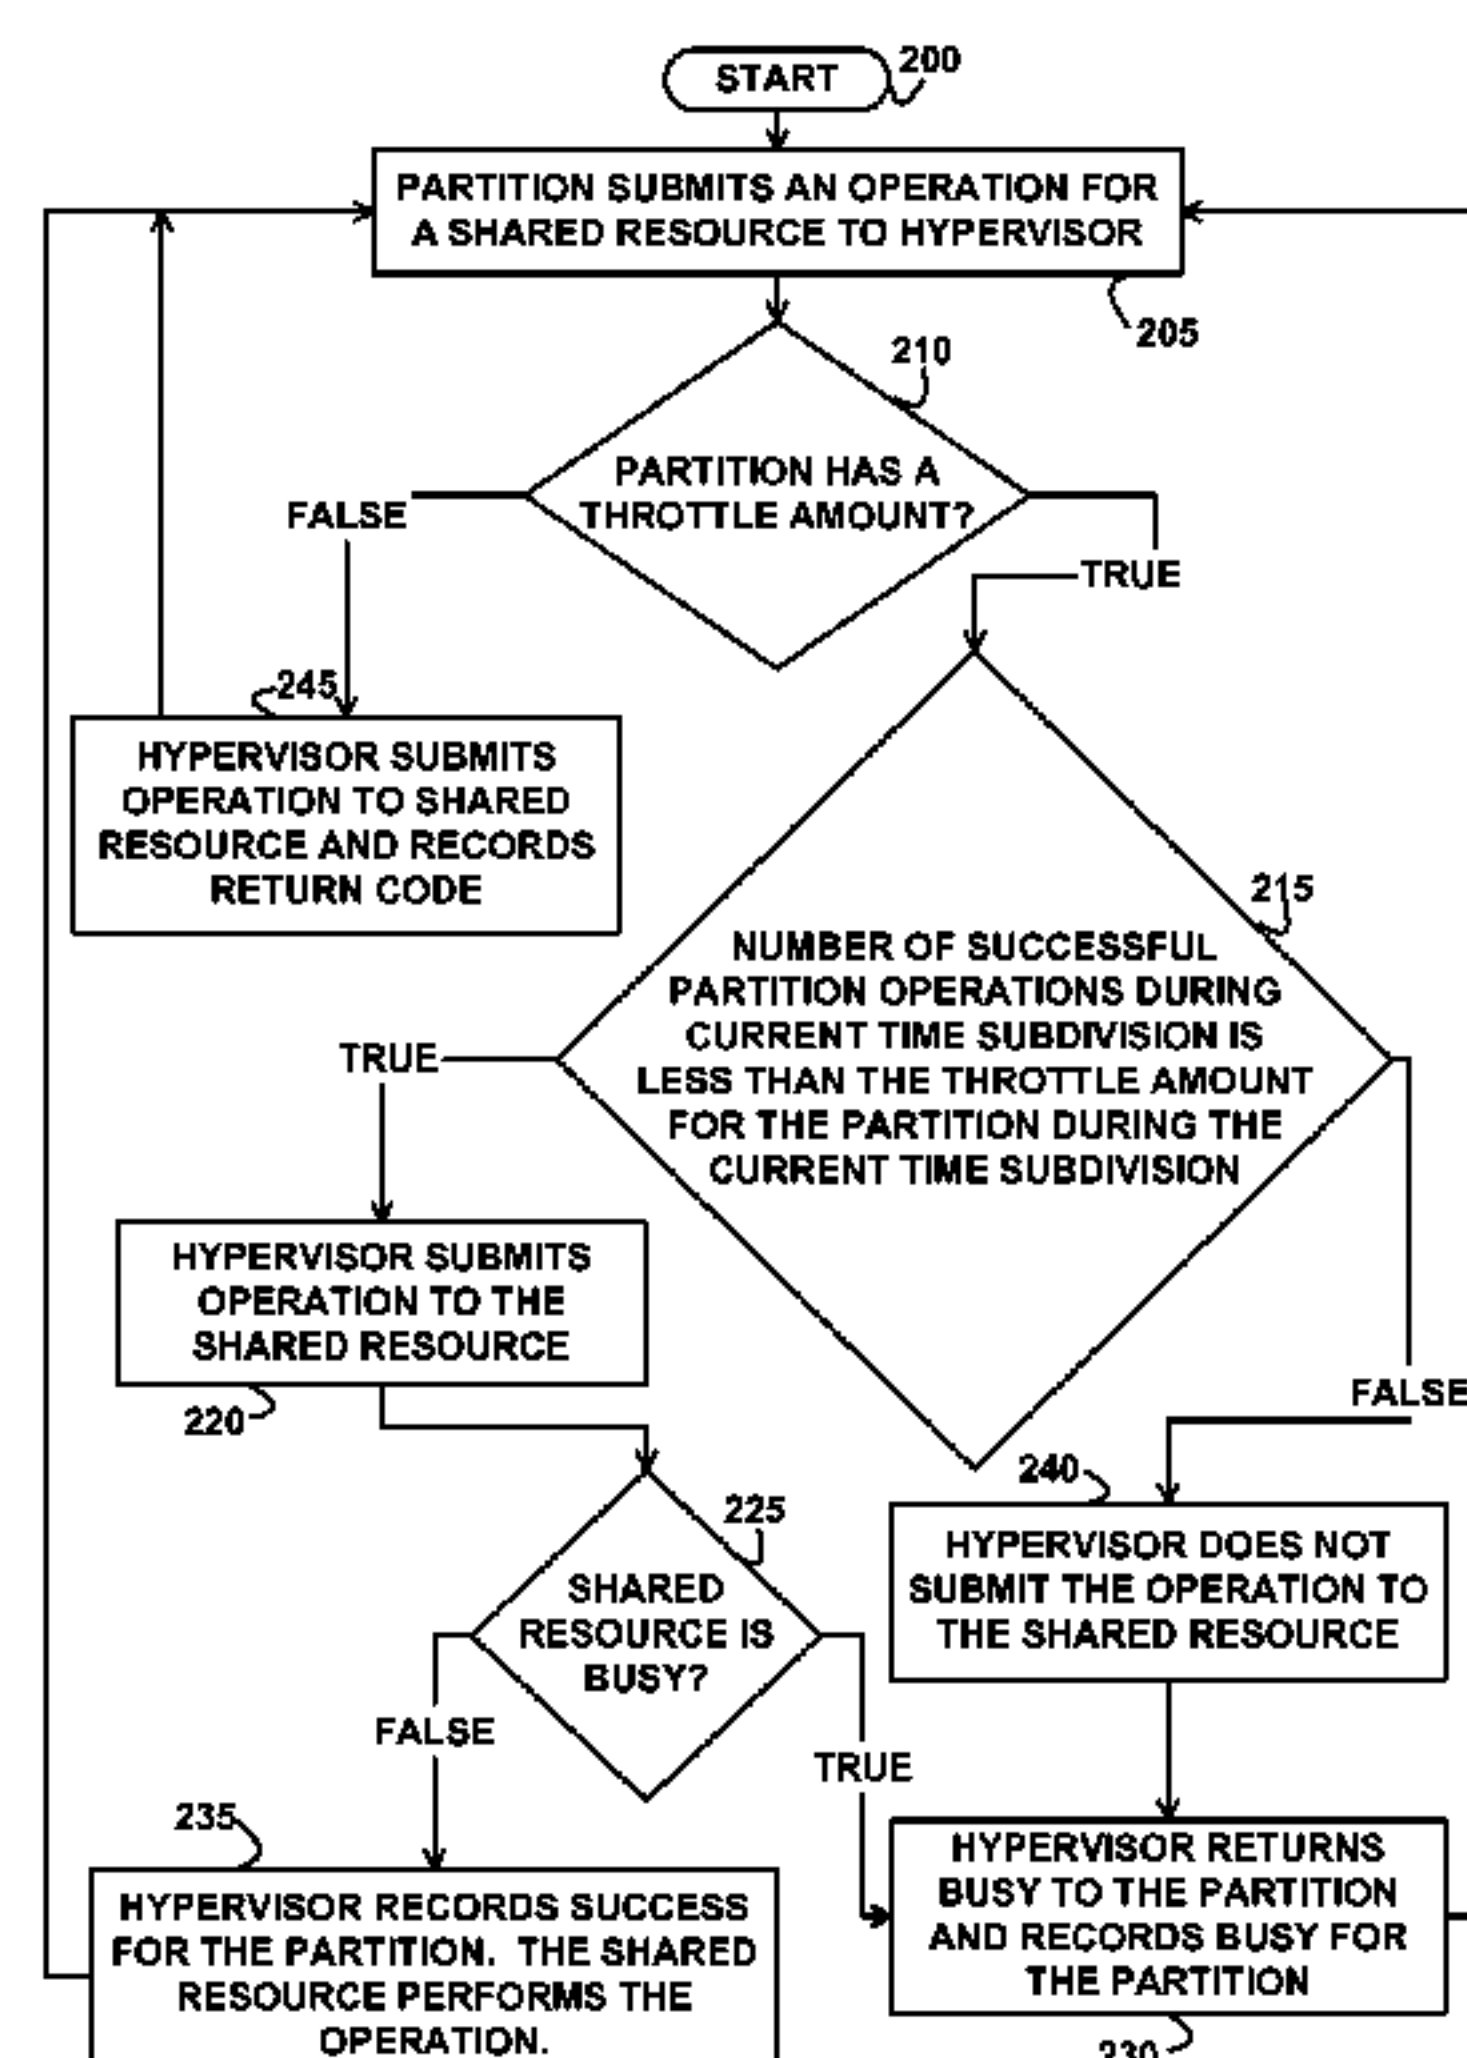 START
200
PARTITION SUBMITS AN OPERATION FOR
A SHARED RESOURCE TO HYPERVISOR
205
210
PARTITION HAS A
THROTTLE AMOUNT?
FALSE
TRUE
245
HYPERVISOR SUBMITS
OPERATION TO SHARED
RESOURCE AND RECORDS
RETURN CODE
215
NUMBER OF SUCCESSFUL
PARTITION OPERATIONS DURING
CURRENT TIME SUBDIVISION IS
LESS THAN THE THROTTLE AMOUNT
FOR THE PARTITION DURING THE
CURRENT TIME SUBDIVISION
TRUE
FALSE
HYPERVISOR SUBMITS
OPERATION TO THE
SHARED RESOURCE
220
225
SHARED
RESOURCE IS
BUSY?
FALSE
TRUE
240
HYPERVISOR DOES NOT
SUBMIT THE OPERATION TO
THE SHARED RESOURCE
235
HYPERVISOR RECORDS SUCCESS
FOR THE PARTITION. THE SHARED
RESOURCE PERFORMS THE
OPERATION.
HYPERVISOR RETURNS
BUSY TO THE PARTITION
AND RECORDS BUSY FOR
THE PARTITION
230